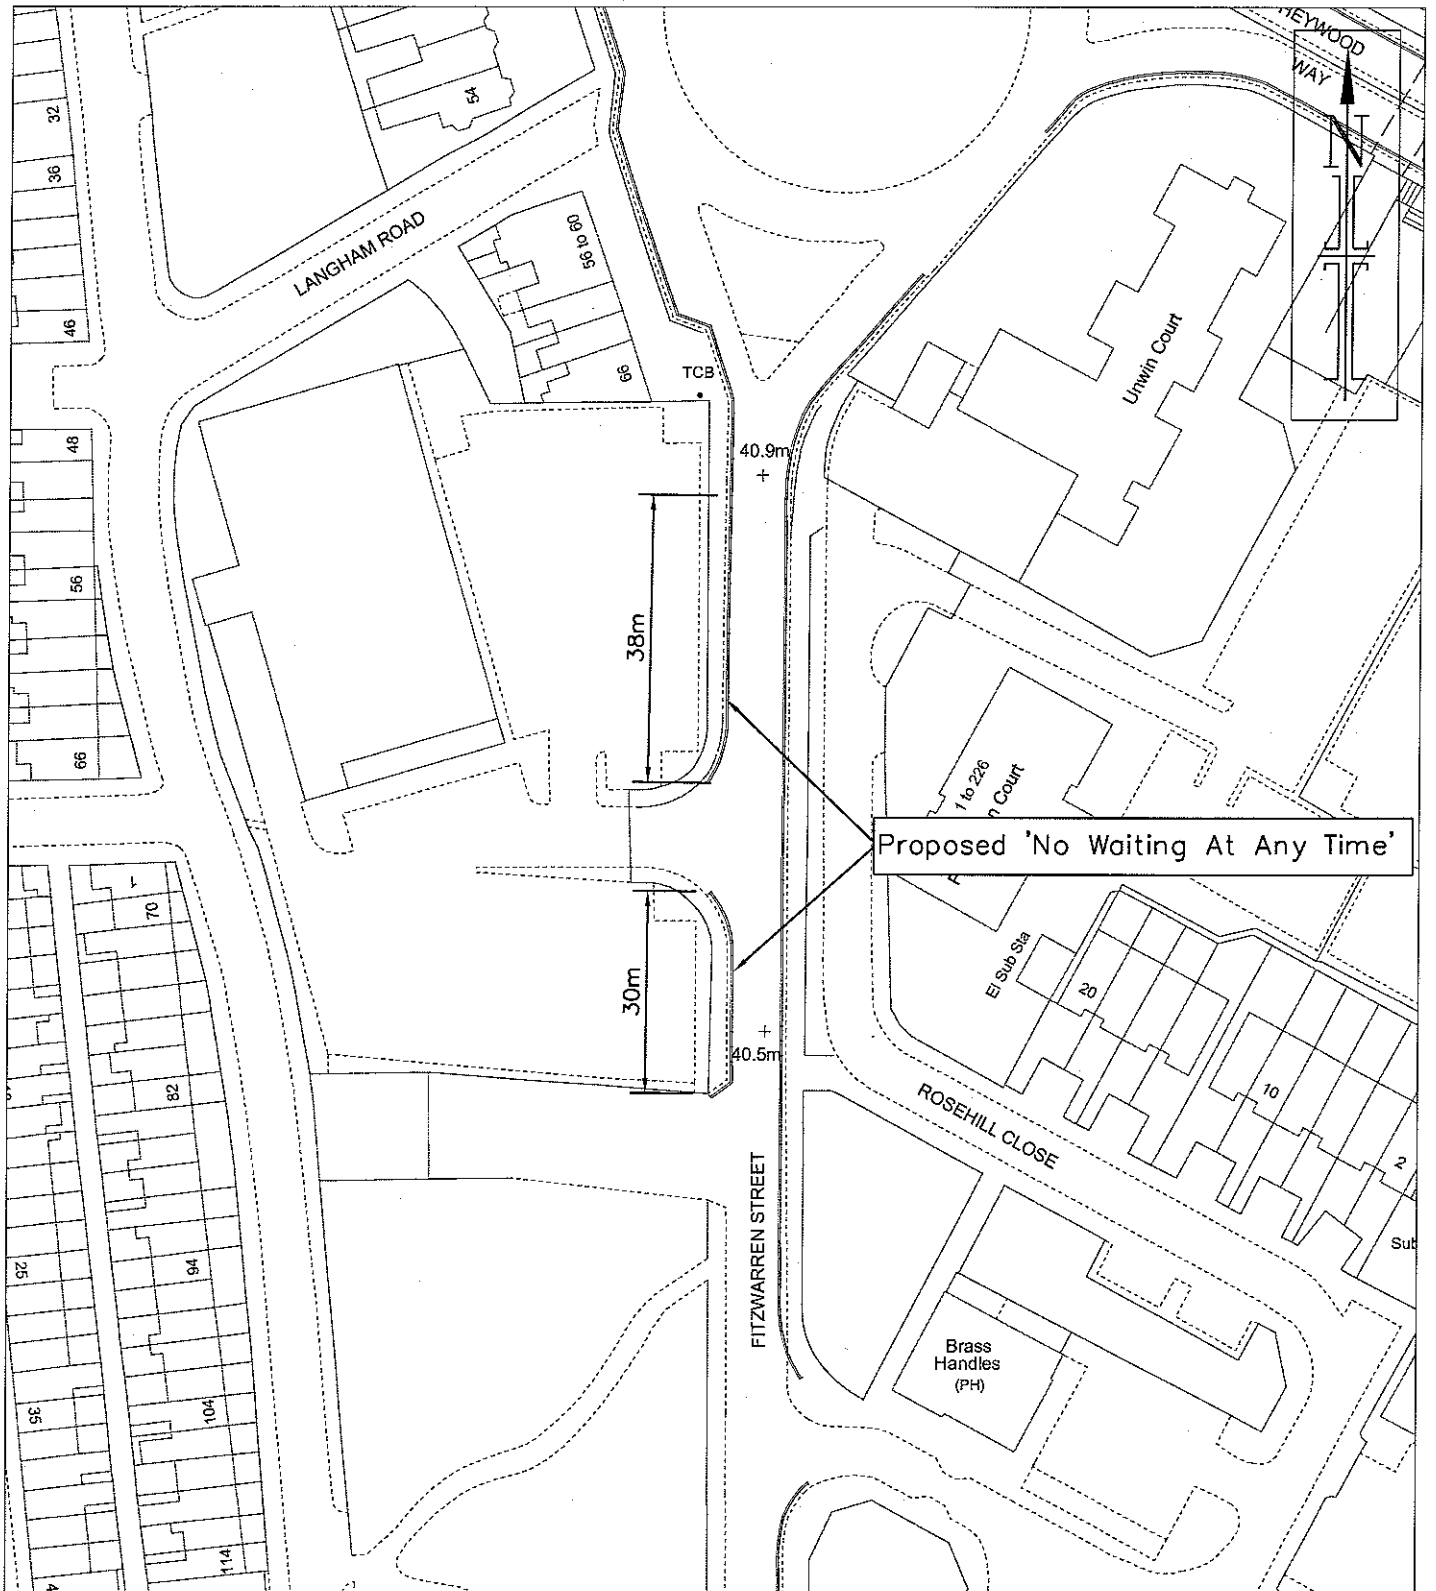 HEYWOOD
WAY
N
32
36
46
54
LANGHAM ROAD
56 to 60
66
TCB
Unwin Court
40.9m
48
56
66
38m
1 to 226
n Court
Proposed 'No Waiting At Any Time'
1
70
82
94
104
114
25
35
30m
40.5m
El Sub Sta
20
10
2
Sub
ROSEHILL CLOSE
FITZWARREN STREET
Brass
Handles
(PH)